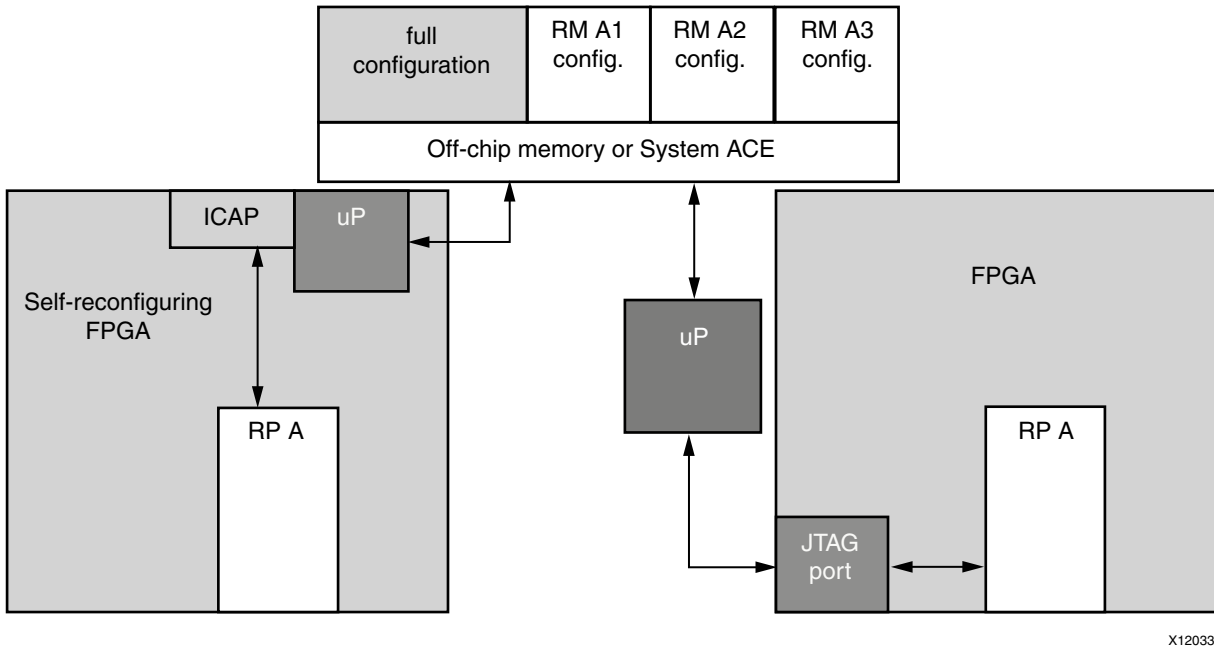 full
configuration
RM A1
config.
RM A2
config.
RM A3
config.
Off-chip memory or System ACE
ICAP
uP
Self-reconfiguring
FPGA
RP A
uP
FPGA
RP A
JTAG
port
X12033